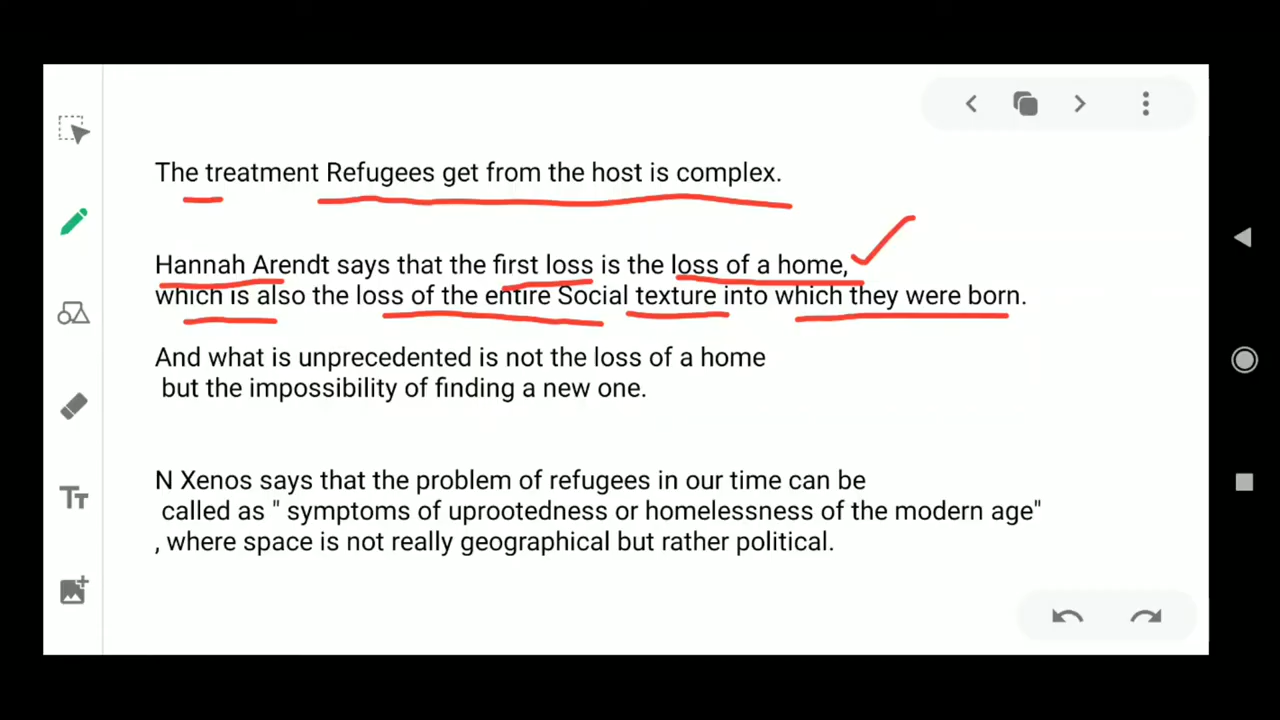 The treatment Refugees get from the host is complex.
Hannah Arendt says that the first loss is the loss of a home,
which is also the loss of the entire Social texture into which they were born.
And what is unprecedented is not the loss of a home
but the impossibility of finding a new one.
N Xenos says that the problem of refugees in our time can be
called as " symptoms of uprootedness or homelessness of the modern age"
, where space is not really geographical but rather political.
Tт